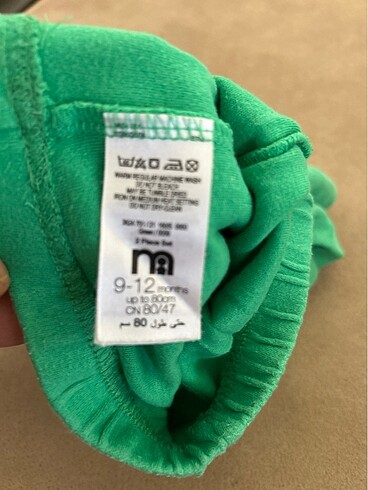 WARM REGULAR MACHINE WASH
DO NOT BLEACH
MAY BE TUMBLE DRIED
IRON ON MEDIUM HEAT SETTING
DO NOT DRY-CLEAN
2 Piece Set
m
9-12 months
up to 80cm
CN 80/47
حتى طول 80 سم